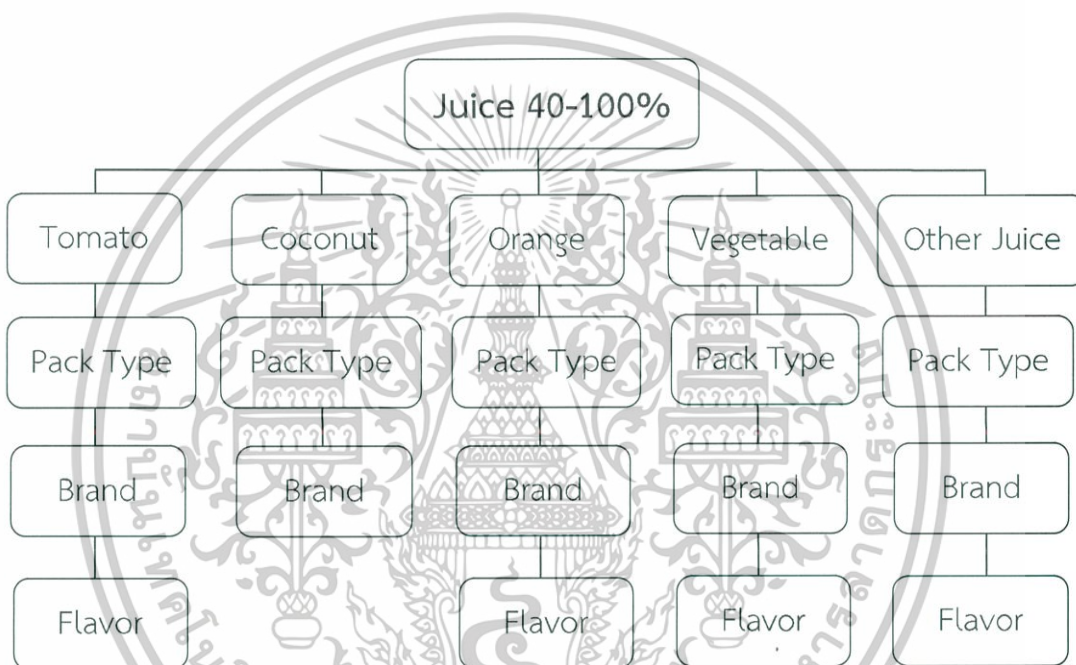 Juice 40-100%
Tomato Coconut Orange Vegetable Other Juice
Pack Type Pack Type Pack Type Pack Type Pack Type
Brand Brand Brand Brand Brand
Flavor Flavor Flavor Flavor